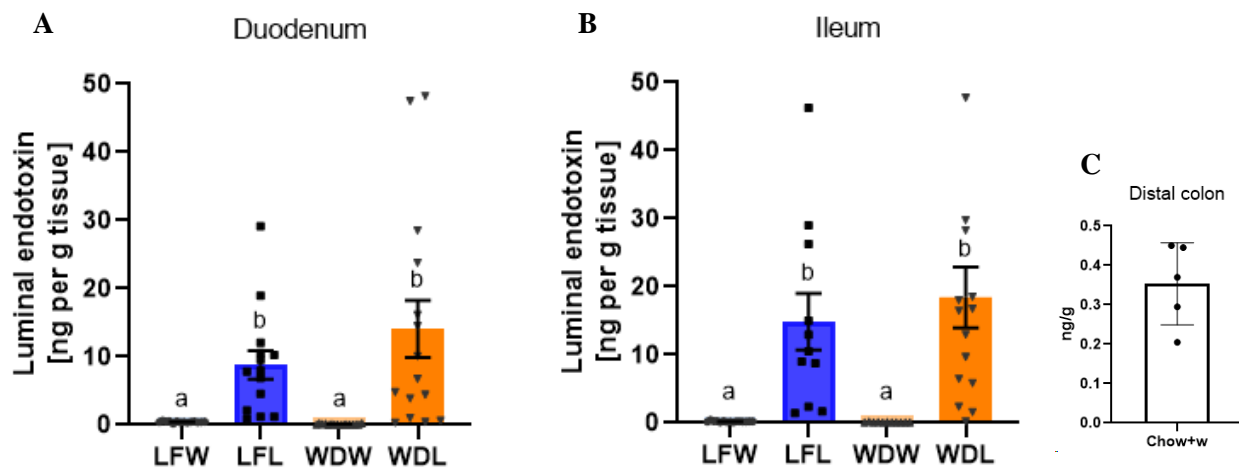 A
Duodenum
Luminal endotoxin
[ng per g tissue]
50
40
30
20
10
0
a
b
a
b
LFW LFL WDW WDL
B
Ileum
Luminal endotoxin
[ng per g tissue]
50
40
30
20
10
0
a
b
a
b
LFW LFL WDW WDL
C
Distal colon
ng/g
0.5
0.4
0.3
0.2
0.1
0.0
Chow+w